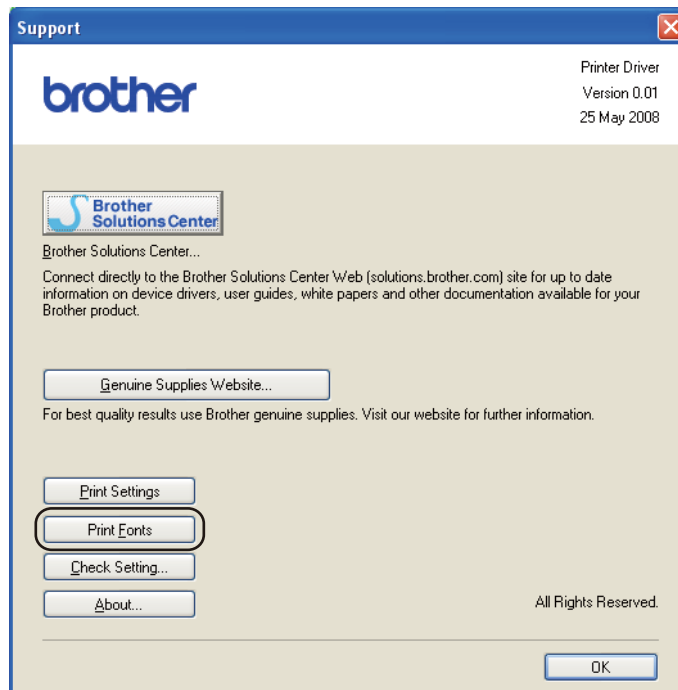 Support
Printer Driver
brother
Version 0.01
25 May 2008
Brother
Solutions Center
Brother Solutions Center...
Connect directly to the Brother Solutions Center Web (solutions.brother.com) site for up to date
information on device drivers, user guides, white papers and other documentation available for your
Brother product.
Genuine Supplies Website...
For best quality results use Brother genuine supplies. Visit our website for further information.
Print Settings
Print Fonts
Check Setting...
About...
All Rights Reserved.
OK